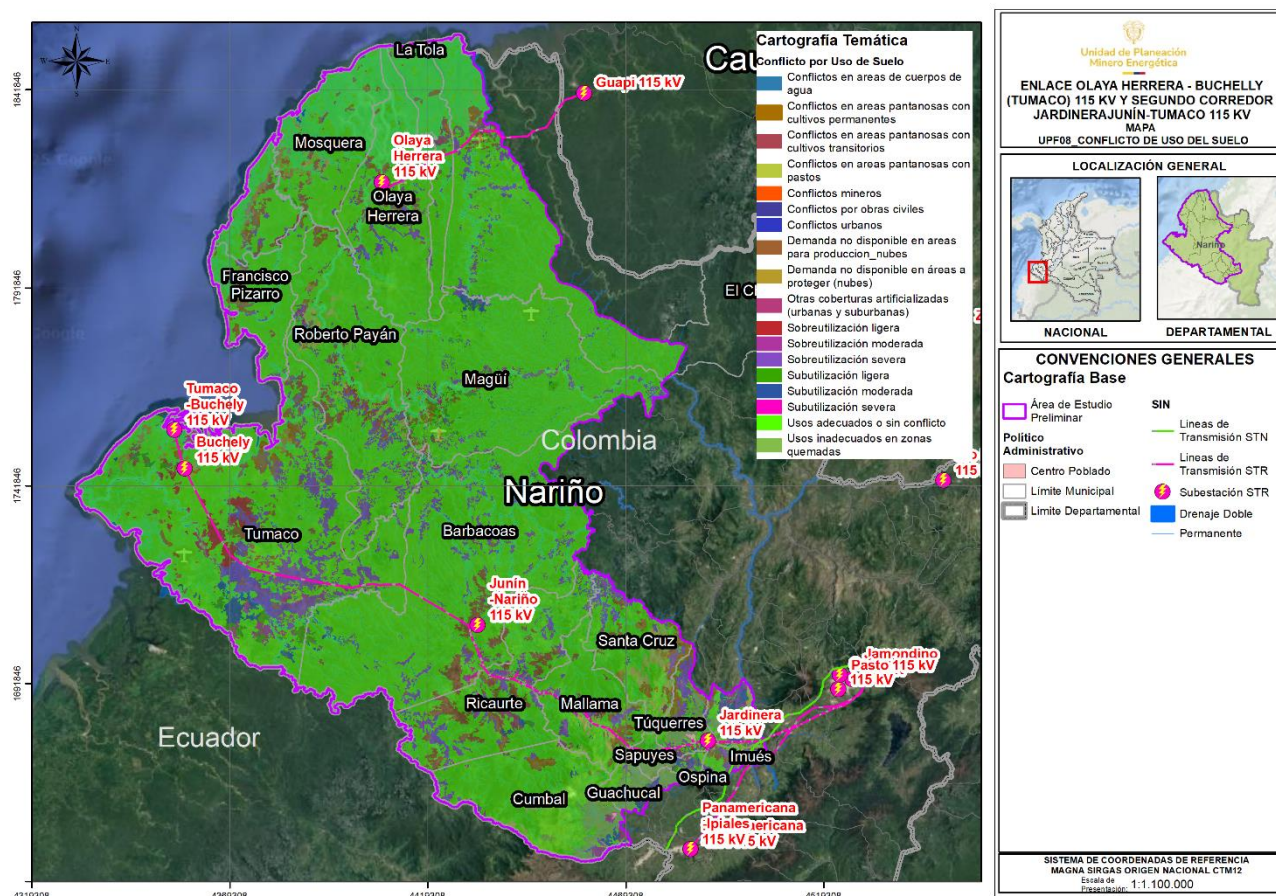 La Tola
Guapi 115 kV
Mosquera
Olaya
Herrera
115 kV
Olaya
Herrera
Francisco
Pizarro
Roberto Payán
Magüí
Tumaco
-Buchely
115 kV
Buchely
115 kV
Colombia
Nariño
Tumaco
Barbacoas
Junín
-Nariño
115 kV
Santa Cruz
Jamondino
Pasto 115 kV
115 kV
Ricaurte
Mallama
Túquerres
Jardinera
115 kV
Ecuador
Sapuyes
Imués
Ospina
Cumbal
Guachucal
Panamericana
-Ipiales
115 kV
1841846
1791846
1741846
1691846
Cartografía Temática
Conflicto por Uso de Suelo
Conflictos en areas de cuerpos de
agua
Conflictos en areas pantanosas con
cultivos permanentes
Conflictos en areas pantanosas con
cultivos transitorios
Conflictos en areas pantanosas con
pastos
Conflictos mineros
Conflictos por obras civiles
Conflictos urbanos
Demanda no disponible en areas
para produccion_nubes
Demanda no disponible en áreas a
proteger (nubes)
Otras coberturas artificializadas
(urbanas y suburbanas)
Sobreutilización ligera
Sobreutilización moderada
Sobreutilización severa
Subutilización ligera
Subutilización moderada
Subutilización severa
Usos adecuados o sin conflicto
Usos inadecuados en zonas
quemadas
Unidad de Planeación
Minero Energética
ENLACE OLAYA HERRERA - BUCHELLY
(TUMACO) 115 KV Y SEGUNDO CORREDOR
JARDINERAJUNÍN-TUMACO 115 KV
MAPA
UPF08_CONFLICTO DE USO DEL SUELO
LOCALIZACIÓN GENERAL
Nariño
NACIONAL
DEPARTAMENTAL
CONVENCIONES GENERALES
Cartografía Base
Área de Estudio
Preliminar
Politico
Administrativo
Centro Poblado
Límite Municipal
Limite Departamental
SIN
Lineas de
Transmisión STN
Lineas de
Transmisión STR
Subestación STR
Drenaje Doble
Permanente
SISTEMA DE COORDENADAS DE REFERENCIA
MAGNA SIRGAS ORIGEN NACIONAL CTM12
Escala de
Presentación: 1:1.100.000